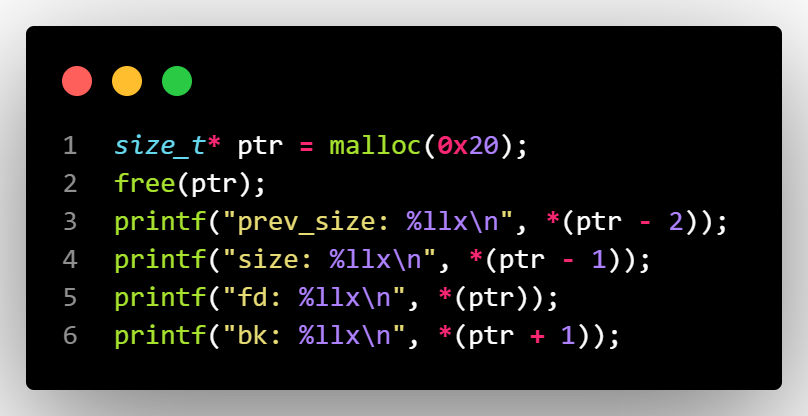 1 size_t* ptr = malloc(0x20);
2 free(ptr);
3 printf("prev_size: %llx\n", *(ptr - 2));
4 printf("size: %llx\n", *(ptr - 1));
5 printf("fd: %llx\n", *(ptr));
6 printf("bk: %llx\n", *(ptr + 1));